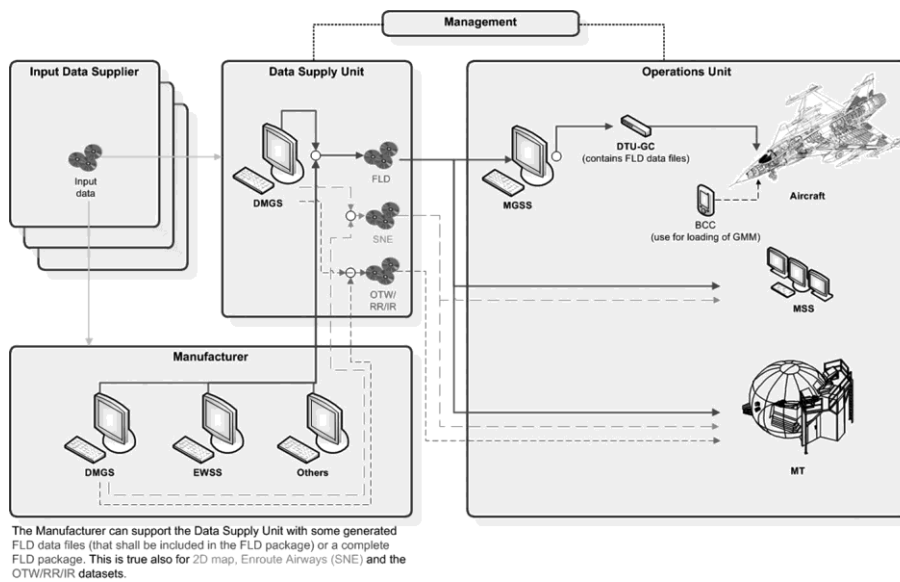 Management
Input Data Supplier
Input
data
Data Supply Unit
DMGS
FLD
SNE
OTW/
RR/IR
Operations Unit
MGSS
DTU-GC
(contains FLD data files)
Aircraft
BCC
(use for loading of GMM)
MSS
MT
Manufacturer
DMGS
EWSS
Others
The Manufacturer can support the Data Supply Unit with some generated
FLD data files (that shall be included in the FLD package) or a complete
FLD package. This is true also for 2D map, Enroute Airways (SNE) and the
OTW/RR/IR datasets.